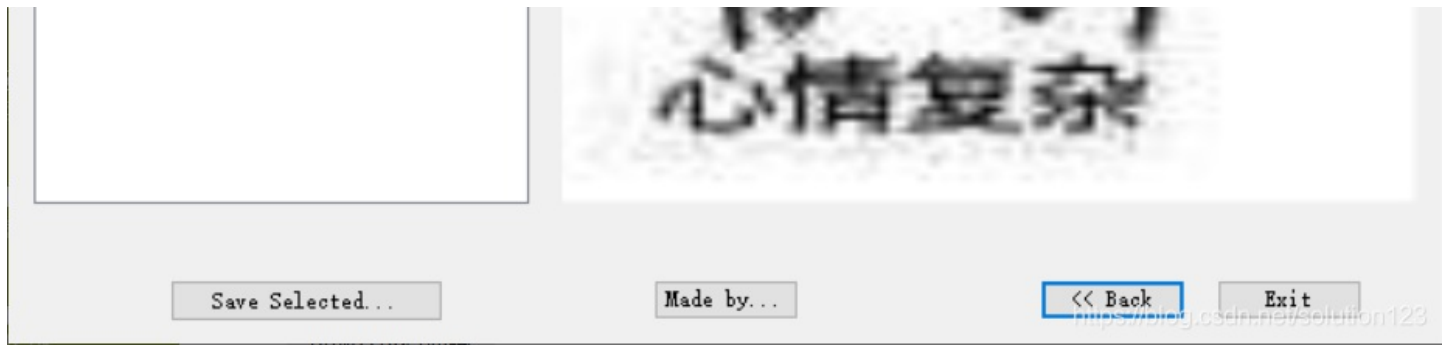 心情复杂
Save Selected...
Made by...
<< Back
Exit
https://blog.csdn.net/solution123